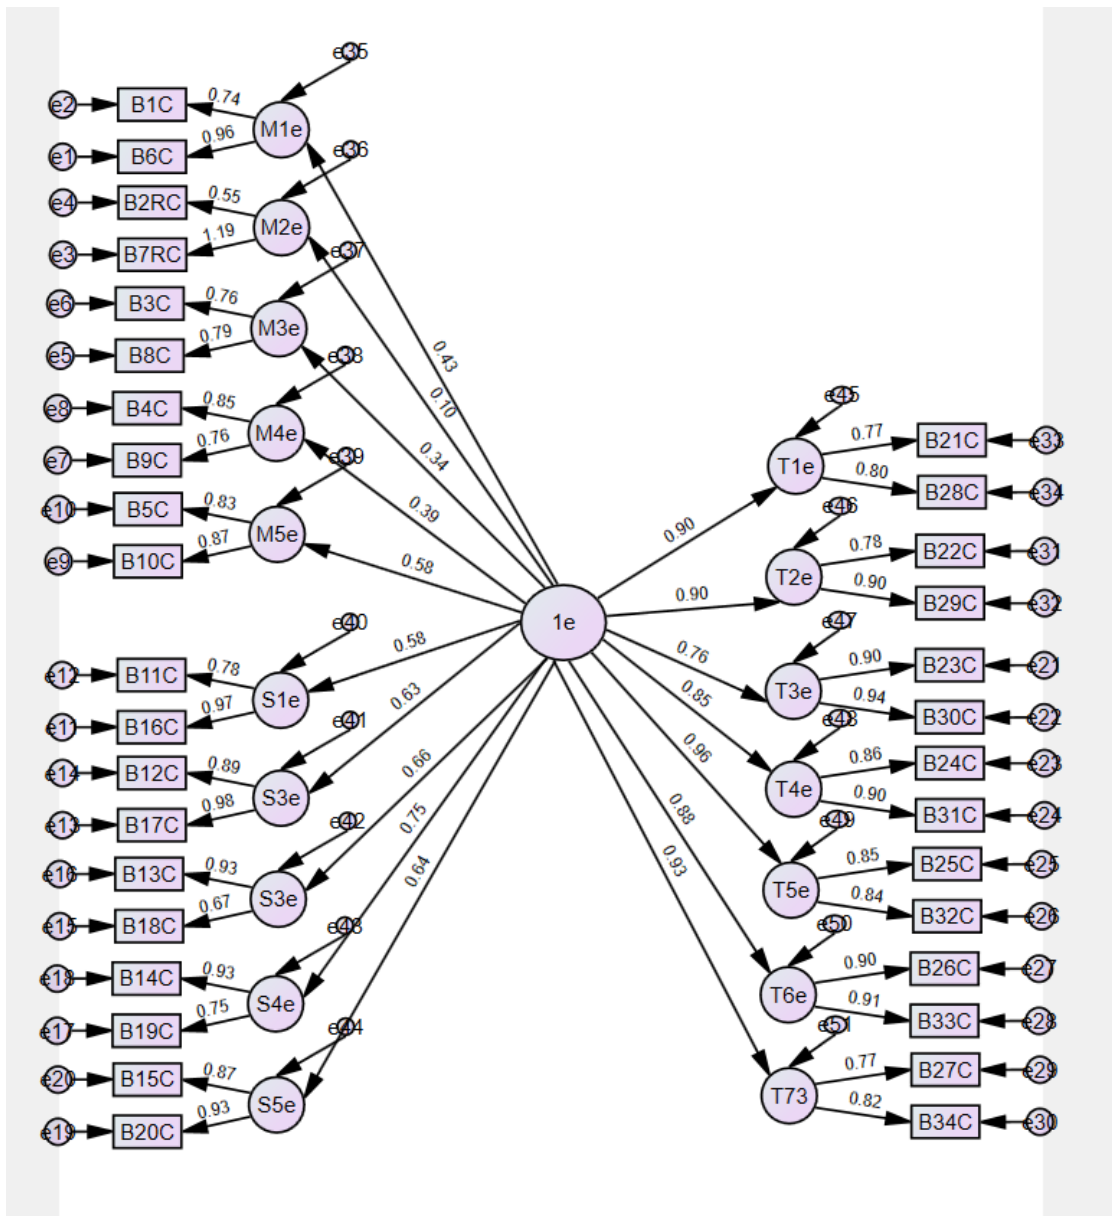 e35
e2 B1C 0.74 M1e
e1 B6C 0.96
e36
e4 B2RC 0.55 M2e
e3 B7RC 1.19
e37
e6 B3C 0.76 M3e
e5 B8C 0.79
e38
e8 B4C 0.85 M4e
e7 B9C 0.76
e39
e10 B5C 0.83 M5e
e9 B10C 0.87
0.43
0.10
0.34
0.39
0.58
1e
e40
e12 B11C 0.78 S1e
e11 B16C 0.97
e41
e14 B12C 0.89 S3e
e13 B17C 0.98
e42
e16 B13C 0.93 S3e
e15 B18C 0.67
e43
e18 B14C 0.93 S4e
e17 B19C 0.75
e44
e20 B15C 0.87 S5e
e19 B20C 0.93
0.58
0.63
0.66
0.75
0.64
0.90
0.90
0.76
0.85
0.96
0.88
0.93
e45
T1e 0.77 B21C e33
0.80 B28C e34
e46
T2e 0.78 B22C e31
0.90 B29C e32
e47
T3e 0.90 B23C e21
0.94 B30C e22
e48
T4e 0.86 B24C e23
0.90 B31C e24
e49
T5e 0.85 B25C e25
0.84 B32C e26
e50
T6e 0.90 B26C e27
0.91 B33C e28
e51
T73 0.77 B27C e29
0.82 B34C e30